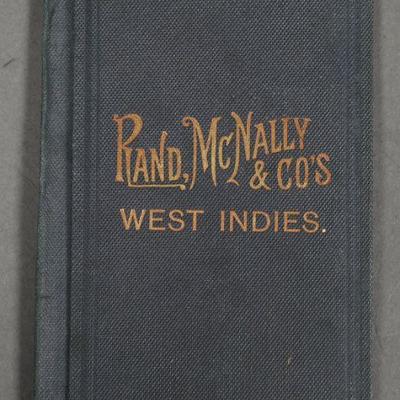 RAND, MCNALLY
& CO'S
WEST INDIES.